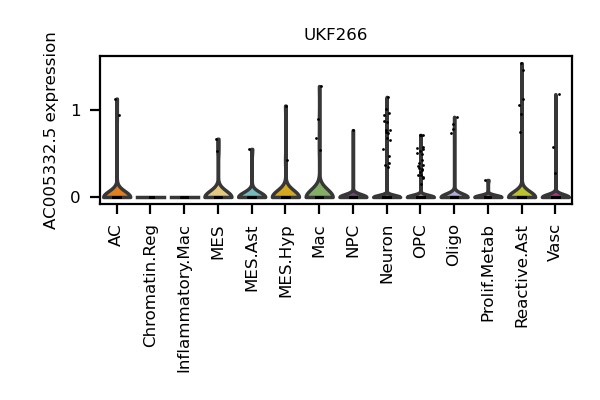 UKF266
AC005332.5 expression
1
0
AC
Chromatin.Reg
Inflammatory.Mac
MES
MES.Ast
MES.Hyp
Mac
NPC
Neuron
OPC
Oligo
Prolif.Metab
Reactive.Ast
Vasc